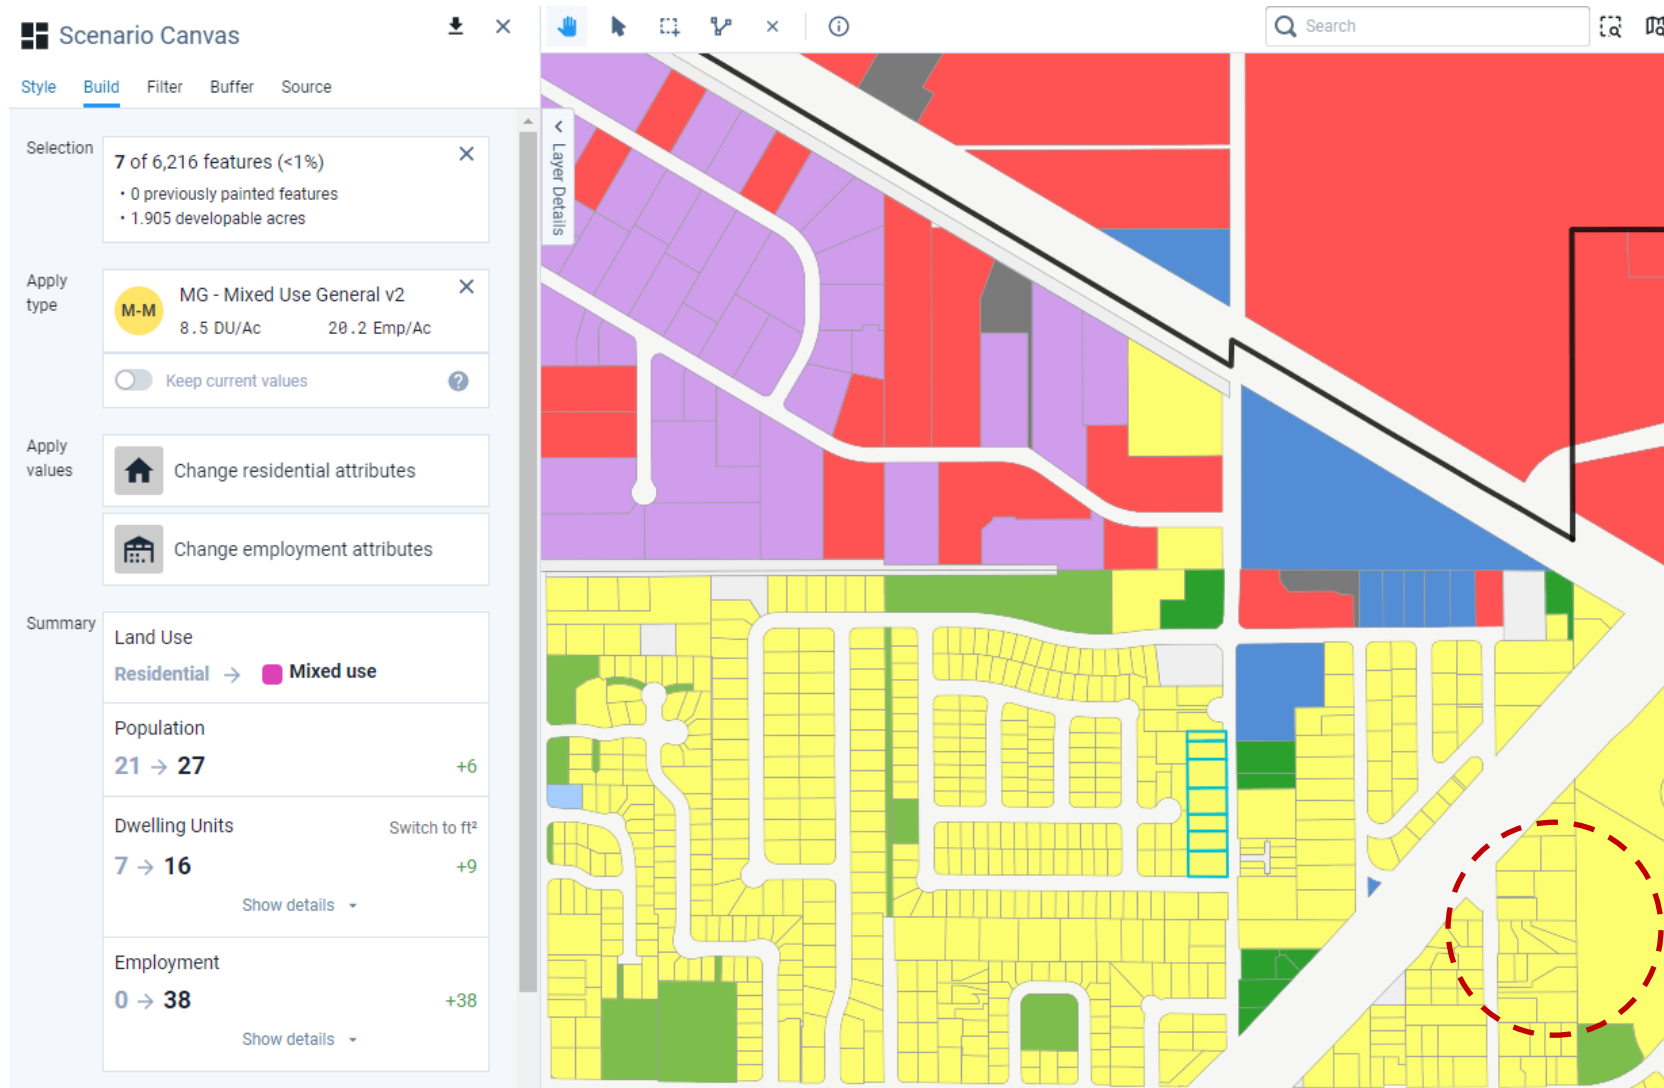 Scenario Canvas
Search
Style Build Filter Buffer Source
Layer Details
Selection
7 of 6,216 features (<1%)
• 0 previously painted features
• 1.905 developable acres
Apply type
M-M
MG - Mixed Use General v2
8.5 DU/Ac 20.2 Emp/Ac
Keep current values
?
Apply values
Change residential attributes
Change employment attributes
Summary
Land Use
Residential → Mixed use
Population
21 → 27 +6
Dwelling Units Switch to ft²
7 → 16 +9
Show details
Employment
0 → 38 +38
Show details